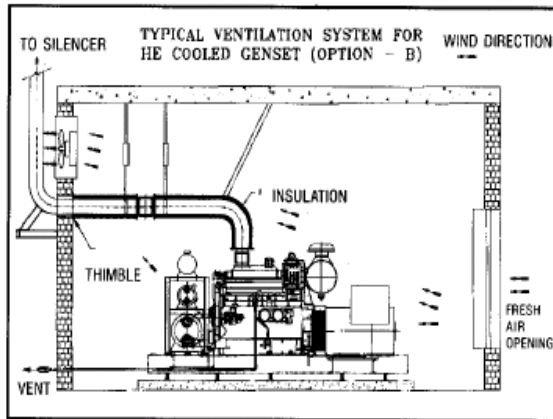 TYPICAL VENTILATION SYSTEM FOR
HE COOLED GENSET (OPTION - B)
WIND DIRECTION
TO SILENCER
INSULATION
THIMBLE
FRESH
AIR
OPENING
VENT